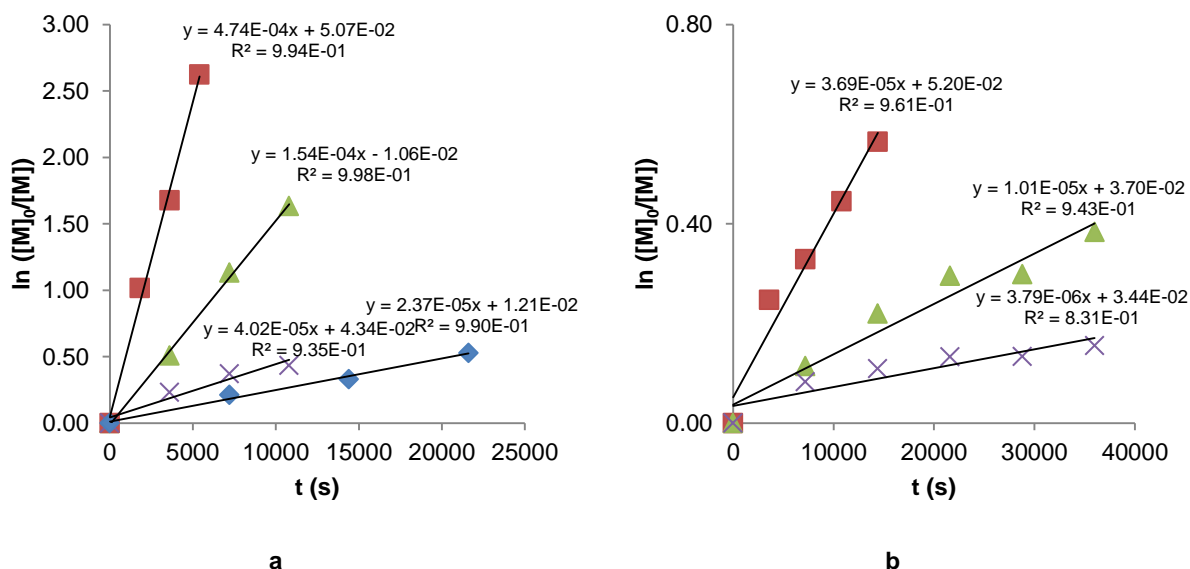 3.00
2.50
2.00
1.50
1.00
0.50
0.00
ln ([M]₀/[M])
y = 4.74E-04x + 5.07E-02
R² = 9.94E-01
y = 1.54E-04x - 1.06E-02
R² = 9.98E-01
y = 2.37E-05x + 1.21E-02
R² = 9.90E-01
y = 4.02E-05x + 4.34E-02
R² = 9.35E-01
0 5000 10000 15000 20000 25000
t (s)
a
0.80
0.40
0.00
ln ([M]₀/[M])
y = 3.69E-05x + 5.20E-02
R² = 9.61E-01
y = 1.01E-05x + 3.70E-02
R² = 9.43E-01
y = 3.79E-06x + 3.44E-02
R² = 8.31E-01
0 10000 20000 30000 40000
t (s)
b